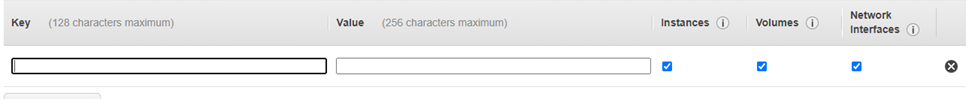 Key (128 characters maximum) Value (256 characters maximum) Instances i Volumes i Network Interfaces i